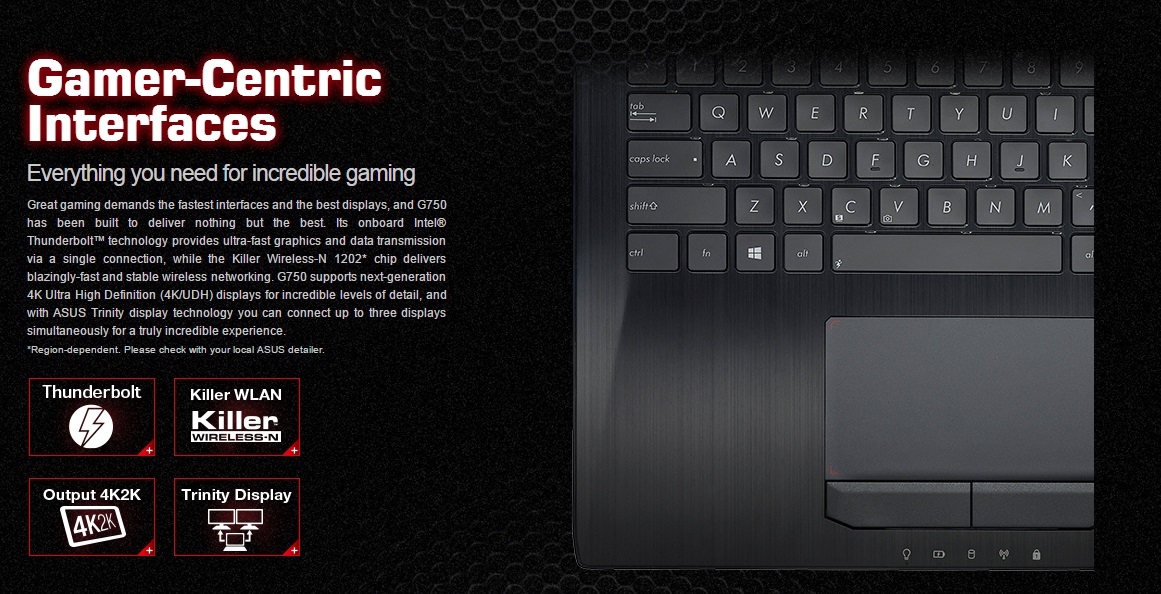 Gamer-Centric
Interfaces
Everything you need for incredible gaming
Great gaming demands the fastest interfaces and the best displays, and G750
has been built to deliver nothing but the best. Its onboard Intel®
Thunderbolt™ technology provides ultra-fast graphics and data transmission
via a single connection, while the Killer Wireless-N 1202* chip delivers
blazingly-fast and stable wireless networking. G750 supports next-generation
4K Ultra High Definition (4K/UDH) displays for incredible levels of detail, and
with ASUS Trinity display technology you can connect up to three displays
simultaneously for a truly incredible experience.
*Region-dependent. Please check with your local ASUS detailer.
Thunderbolt
Killer WLAN
Killer
WIRELESS-N
Output 4K2K
4K2K
Trinity Display
1 2 3 4 5 6 7 8 9
tab Q W E R T Y U I
caps lock A S D F G H J K
shift Z X C V B N M <
ctrl fn alt